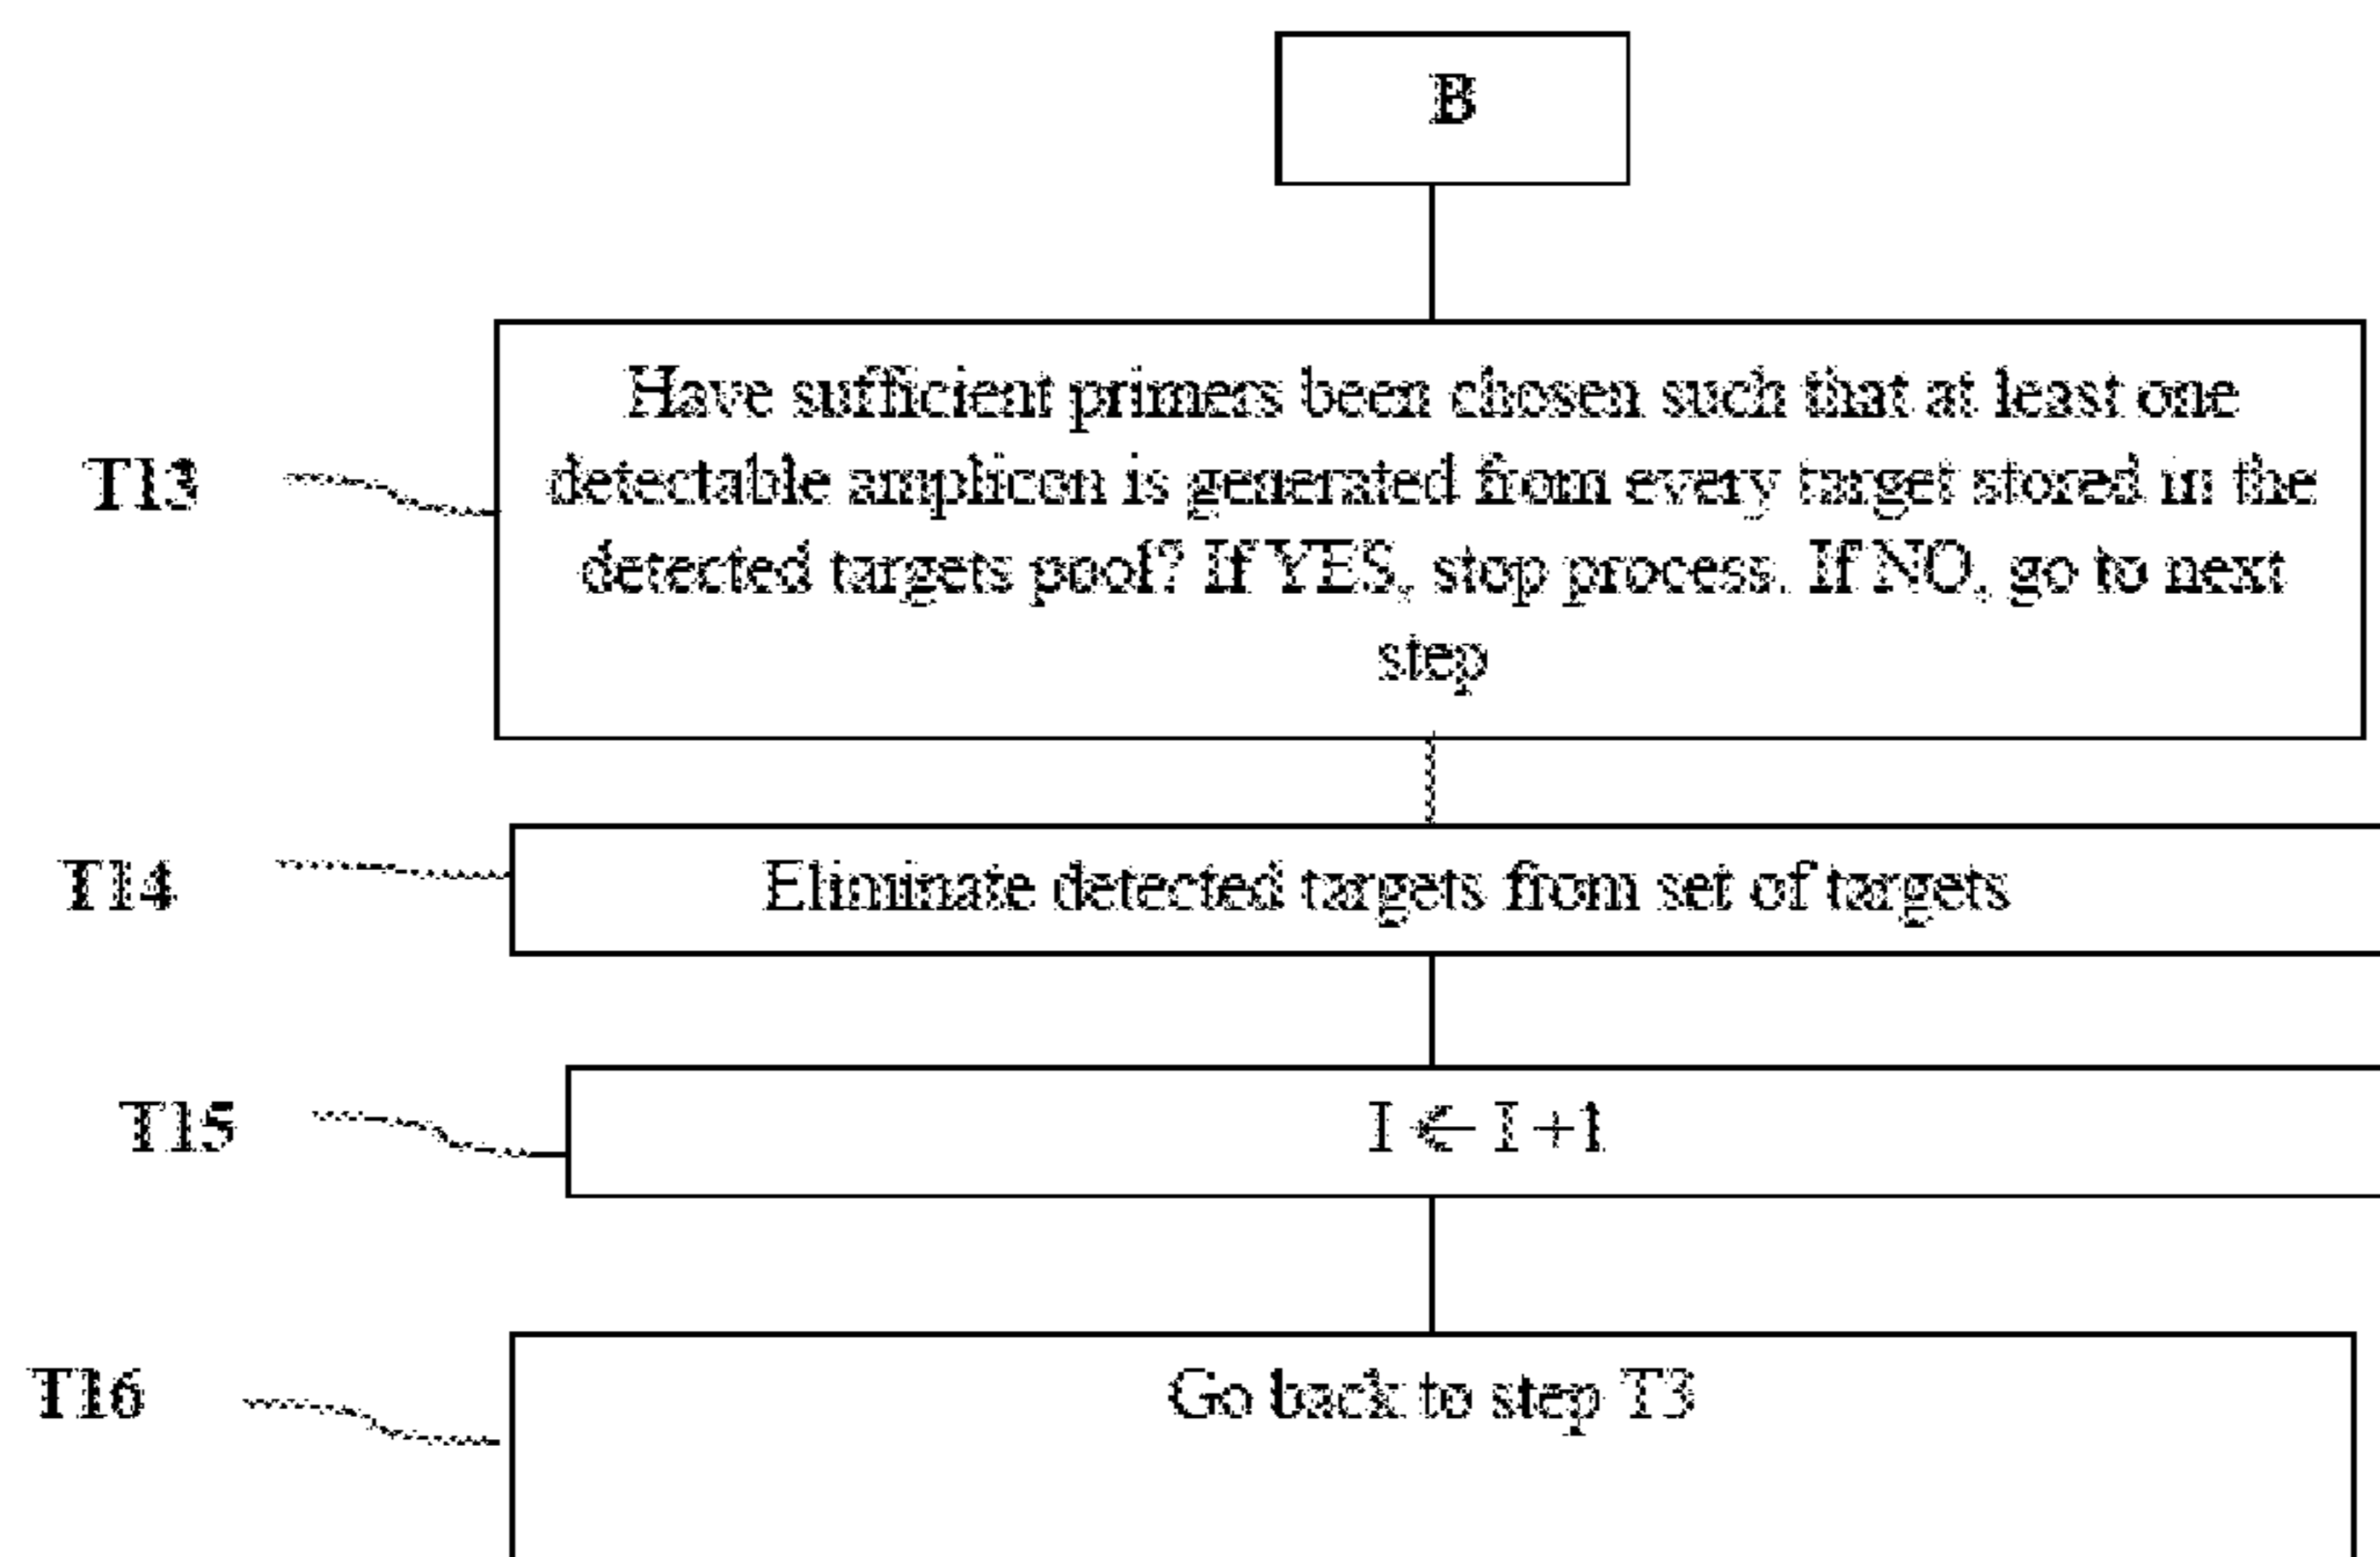 B
Have sufficient primers been chosen such that at least one
T13
detectable amplicon is generated from every target stored in the
detected targets pool? If YES, stop process. If NO, go to next
step
T14
Eliminate detected targets from set of targets
T15
I ← I +1
T16
Go back to step T3